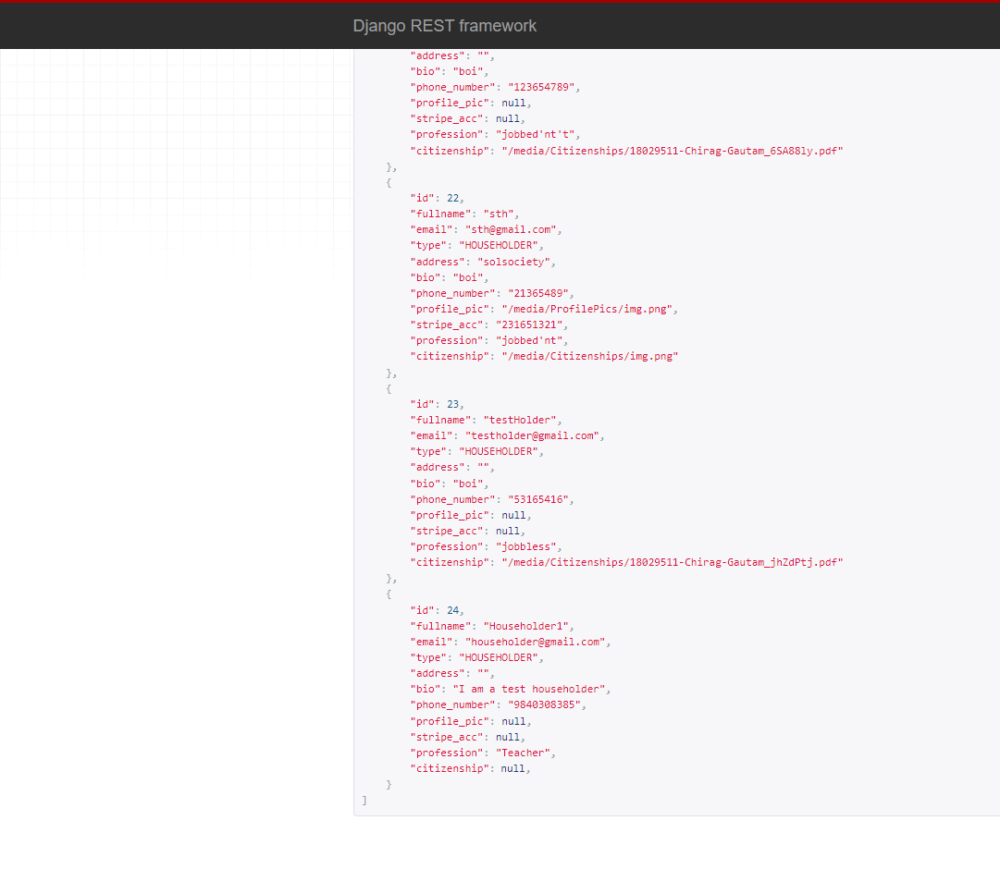 Django REST framework
"address": "",
"bio": "boi",
"phone_number": "123654789",
"profile_pic": null,
"stripe_acc": null,
"profession": "jobbed'nt't",
"citizenship": "/media/Citizenships/18029511-Chirag-Gautam_6SA88ly.pdf"
},
{
"id": 22,
"fullname": "sth",
"email": "sth@gmail.com",
"type": "HOUSEHOLDER",
"address": "solsociety",
"bio": "boi",
"phone_number": "21365489",
"profile_pic": "/media/ProfilePics/img.png",
"stripe_acc": "231651321",
"profession": "jobbed'nt",
"citizenship": "/media/Citizenships/img.png"
},
{
"id": 23,
"fullname": "testHolder",
"email": "testholder@gmail.com",
"type": "HOUSEHOLDER",
"address": "",
"bio": "boi",
"phone_number": "53165416",
"profile_pic": null,
"stripe_acc": null,
"profession": "jobbless",
"citizenship": "/media/Citizenships/18029511-Chirag-Gautam_jhZdPtj.pdf"
},
{
"id": 24,
"fullname": "Householder1",
"email": "householder@gmail.com",
"type": "HOUSEHOLDER",
"address": "",
"bio": "I am a test householder",
"phone_number": "9840308385",
"profile_pic": null,
"stripe_acc": null,
"profession": "Teacher",
"citizenship": null,
}
]